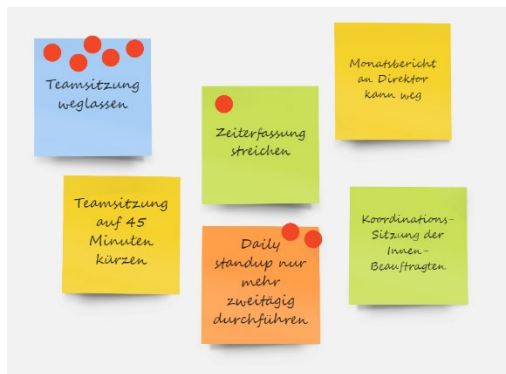 Teamsitzung
weglassen
Zeiterfassung
streichen
Monatsbericht
an Direktor
kann weg
Teamsitzung
auf 45
Minuten
kürzen
Daily
standup nur
mehr
zweitägig
durchführen
Koordinations-
Sitzung der
Innen-
Beauftragten